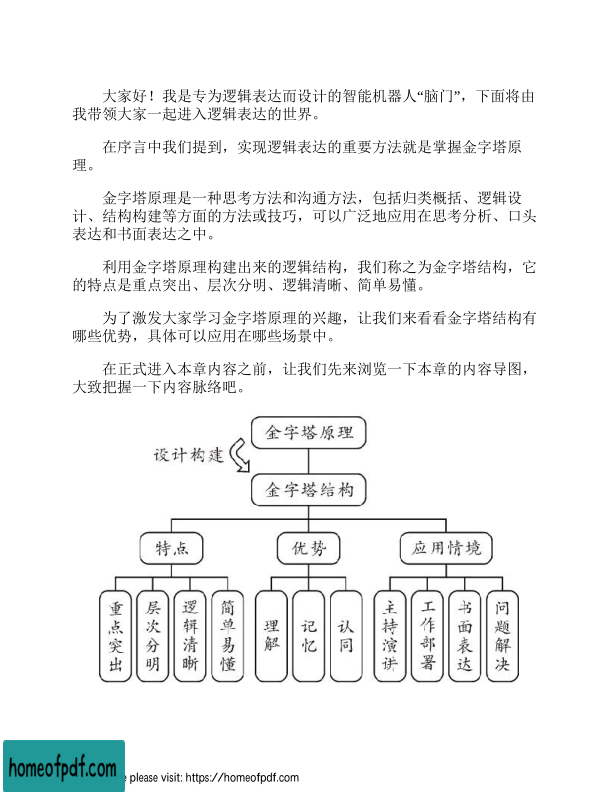 大家好！我是专为逻辑表达而设计的智能机器人“脑门”，下面将由
我带领大家一起进入逻辑表达的世界。
在序言中我们提到，实现逻辑表达的重要方法就是掌握金字塔原
理。
金字塔原理是一种思考方法和沟通方法，包括归类概括、逻辑设
计、结构构建等方面的方法或技巧，可以广泛地应用在思考分析、口头
表达和书面表达之中。
利用金字塔原理构建出来的逻辑结构，我们称之为金字塔结构，它
的特点是重点突出、层次分明、逻辑清晰、简单易懂。
为了激发大家学习金字塔原理的兴趣，让我们来看看金字塔结构有
哪些优势，具体可以应用在哪些场景中。
在正式进入本章内容之前，让我们先来浏览一下本章的内容导图，
大致把握一下内容脉络吧。
金字塔原理
设计构建
金字塔结构
特点
优势
应用情境
重点突出
层次分明
逻辑清晰
简单易懂
理解
记忆
认同
主持演讲
工作部署
书面表达
问题解决
homeofpdf.com
e please visit: https://homeofpdf.com